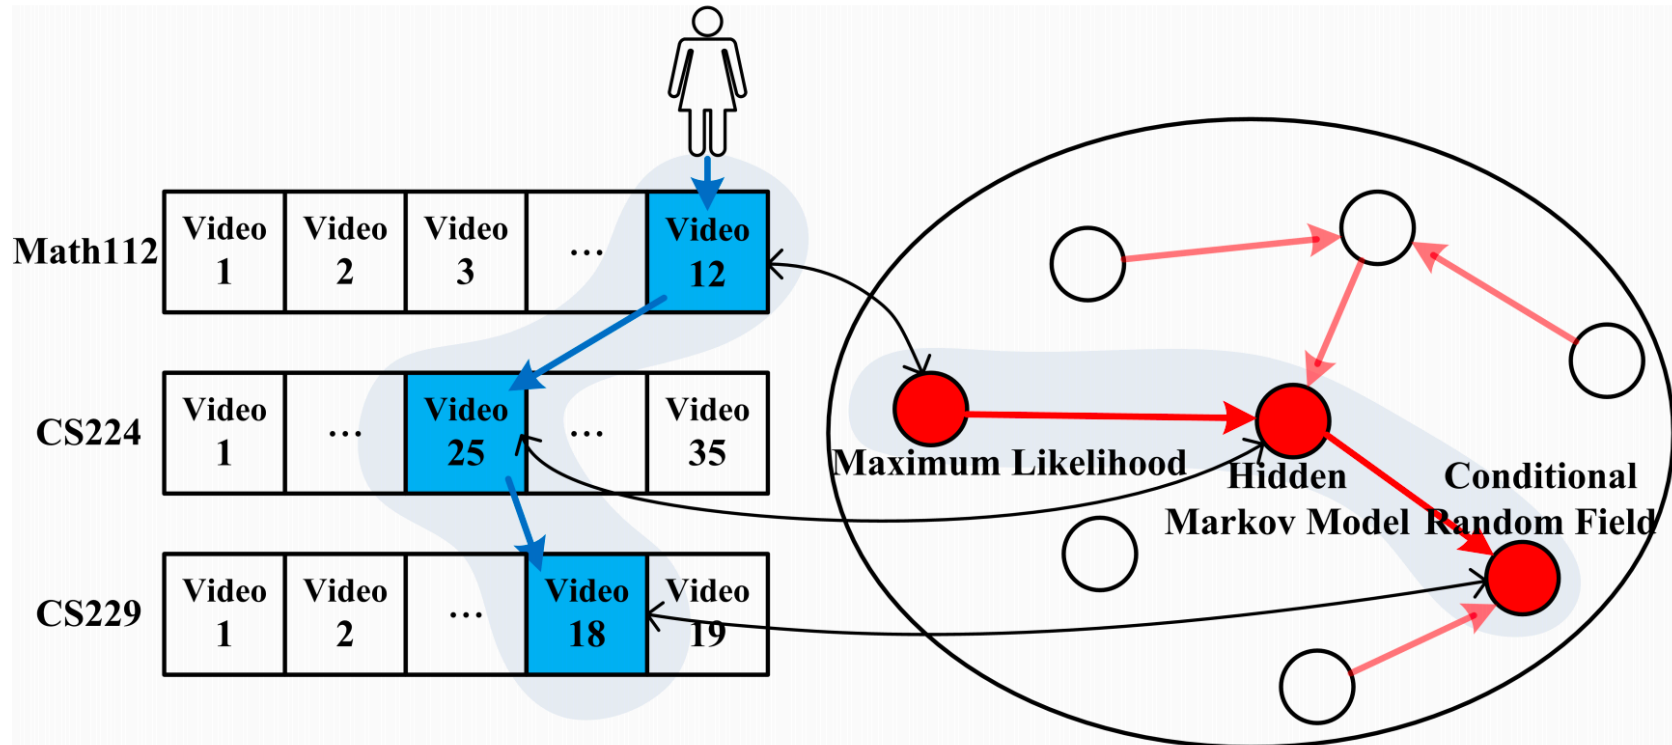 Math112
Video
1
Video
2
Video
3
...
Video
12
CS224
Video
1
...
Video
25
...
Video
35
CS229
Video
1
Video
2
...
Video
18
Video
19
Maximum Likelihood
Hidden
Markov Model
Conditional
Random Field